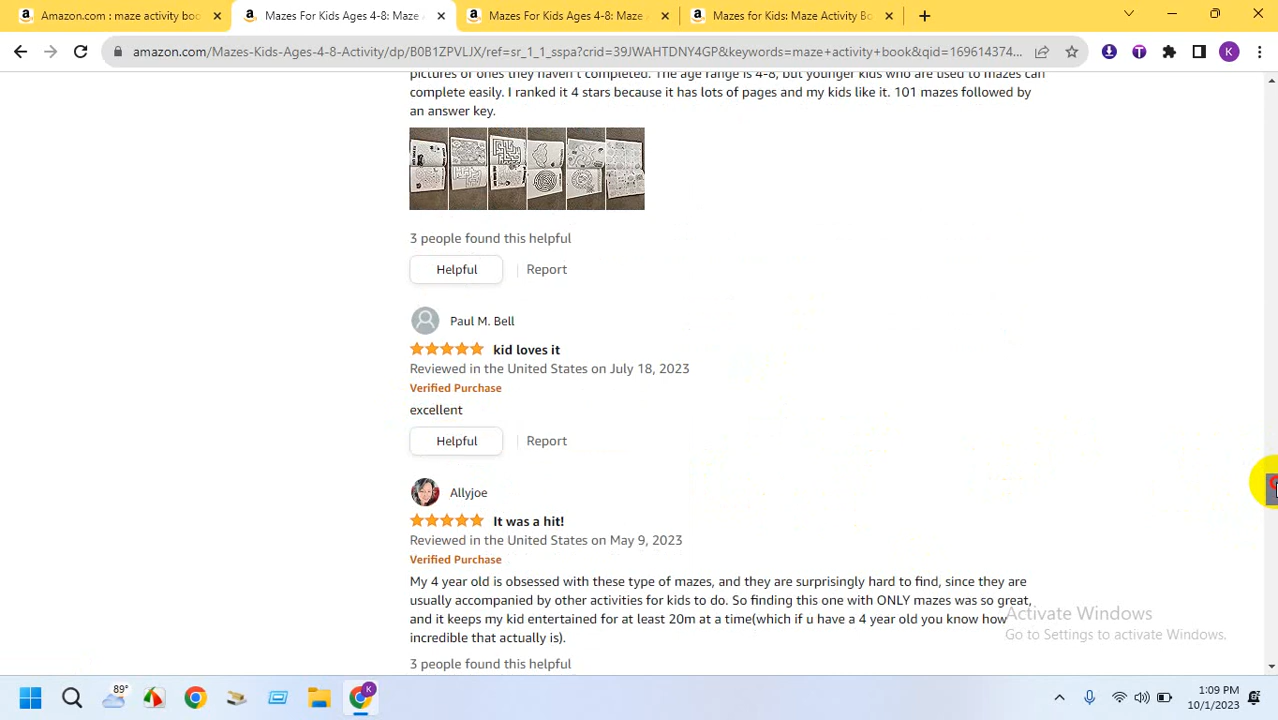 Amazon.com : maze activity boo
Mazes For Kids Ages 4-8: Maze
Mazes For Kids Ages 4-8: Maze
Mazes for Kids: Maze Activity Bo
amazon.com/Mazes-Kids-Ages-4-8-Activity/dp/B0B1ZPVLJX/ref=sr_1_1_sspa?crid=39JWAHTDNY4GP&keywords=maze+activity+book&qid=169614374...
K
pictures of ones they haven't completed. The age range is 4-8, but younger kids who are used to mazes can
complete easily. I ranked it 4 stars because it has lots of pages and my kids like it. 101 mazes followed by
an answer key.
3 people found this helpful
Helpful
Report
Paul M. Bell
kid loves it
Reviewed in the United States on July 18, 2023
Verified Purchase
excellent
Helpful
Report
Allyjoe
It was a hit!
Reviewed in the United States on May 9, 2023
Verified Purchase
My 4 year old is obsessed with these type of mazes, and they are surprisingly hard to find, since they are
usually accompanied by other activities for kids to do. So finding this one with ONLY mazes was so great,
and it keeps my kid entertained for at least 20m at a time(which if u have a 4 year old you know how
incredible that actually is).
3 people found this helpful
Activate Windows
Go to Settings to activate Windows.
89°
K
1:09 PM
10/1/2023